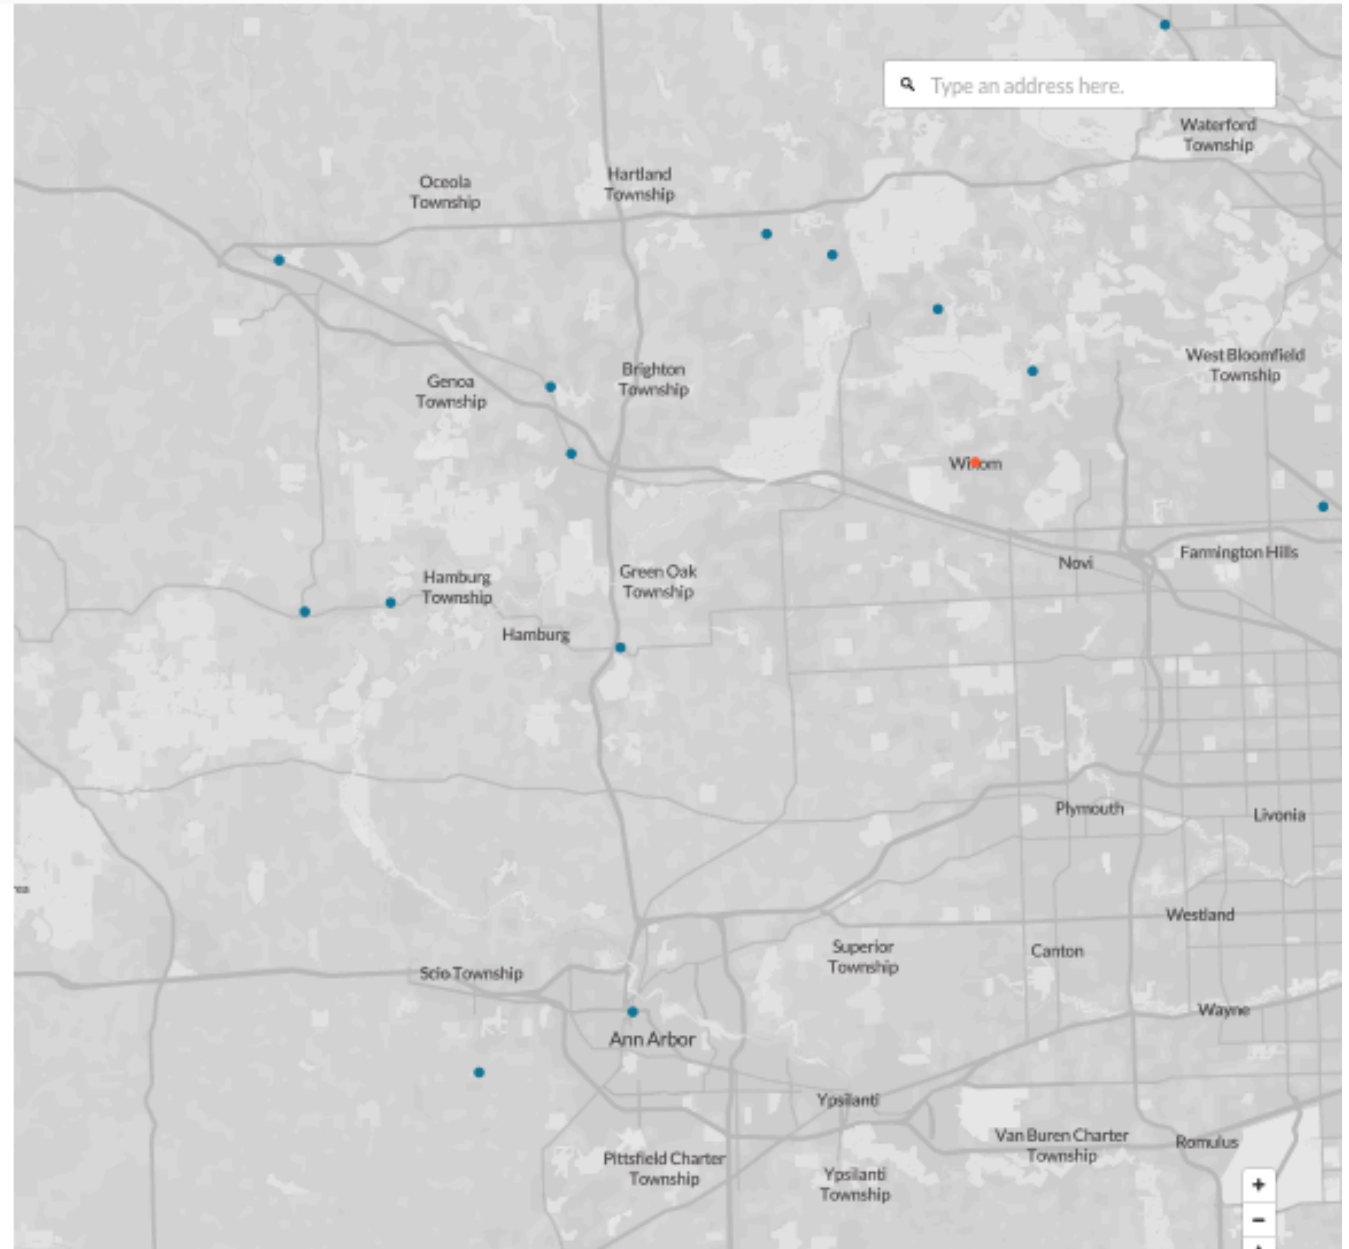 Type an address here.
Waterford
Township
Hartland
Township
Oceola
Township
West Bloomfield
Township
Brighton
Township
Genoa
Township
Wixom
Farmington Hills
Novi
Green Oak
Township
Hamburg
Township
Hamburg
Plymouth
Livonia
Westland
Superior
Township
Canton
Scio Township
Wayne
Ann Arbor
Ypsilanti
Van Buren Charter
Township
Romulus
Pittsfield Charter
Township
Ypsilanti
Township
+
−